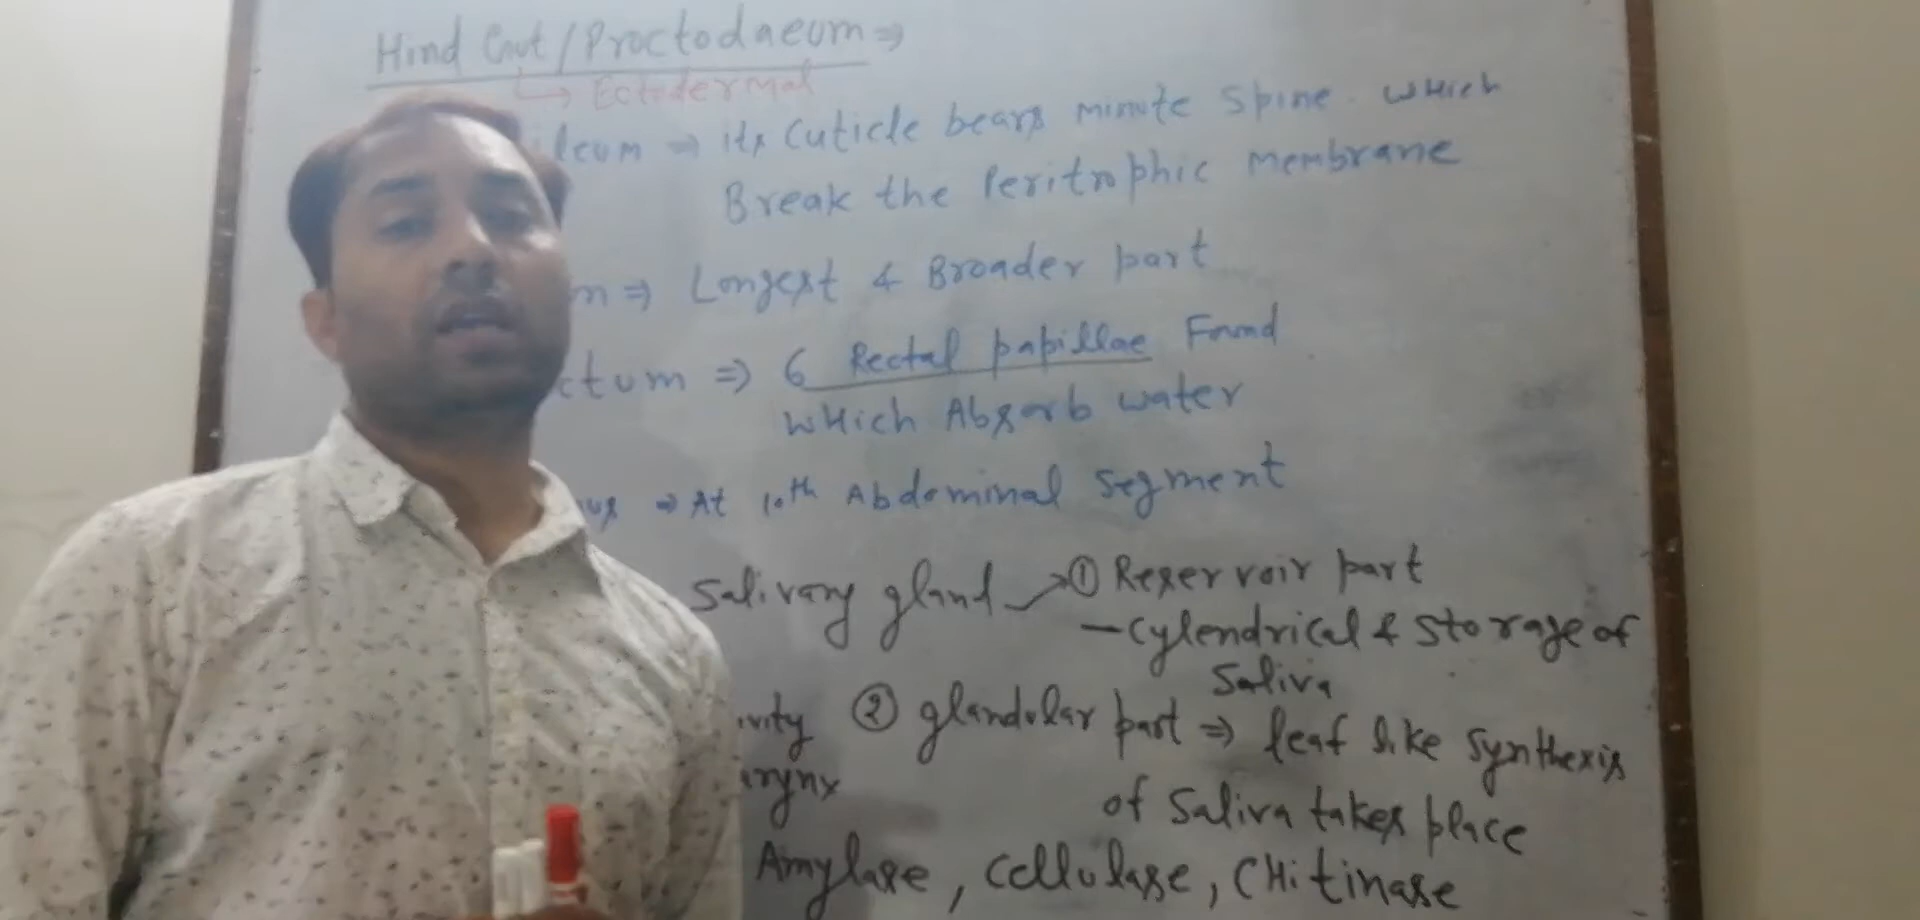 Hind Gut/Proctodaeum ⇒
↳ Ectodermal
ileum ⇒ its Cuticle bears minute Spine which
Break the Peritrophic Membrane
m ⇒ Longest & Broader part
ctum ⇒ 6 Rectal papillae Found
which Absorb water
us ⇒ At 10th Abdominal Segment
Salivary gland → ① Reservoir part
- Cylendrical & Storage of
Saliva
vity ② glandular part ⇒ leaf like Synthesis
arynx of Saliva takes place
Amylase, Cellulase, CHitinase